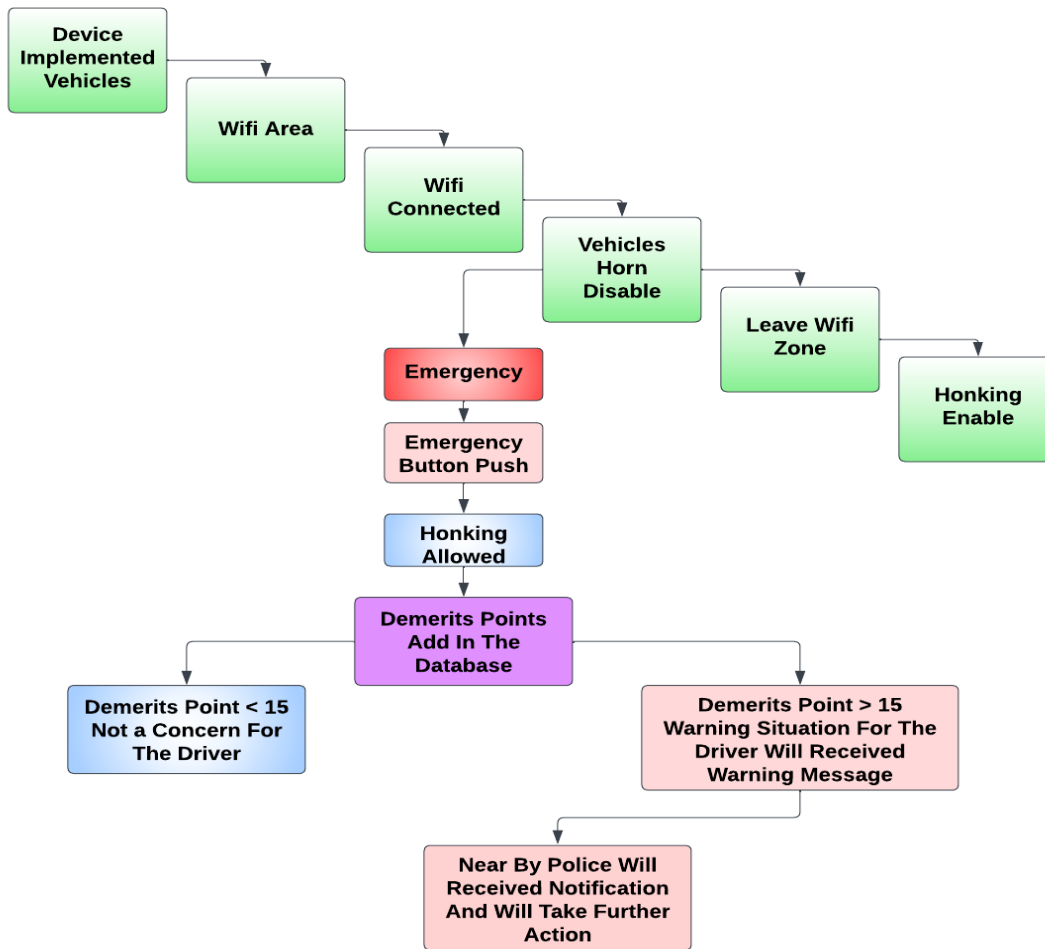 Device
Implemented
Vehicles
Wifi Area
Wifi
Connected
Vehicles
Horn
Disable
Leave Wifi
Zone
Honking
Enable
Emergency
Emergency
Button Push
Honking
Allowed
Demerits Points
Add In The
Database
Demerits Point < 15
Not a Concern For
The Driver
Demerits Point > 15
Warning Situation For The
Driver Will Received
Warning Message
Near By Police Will
Received Notification
And Will Take Further
Action